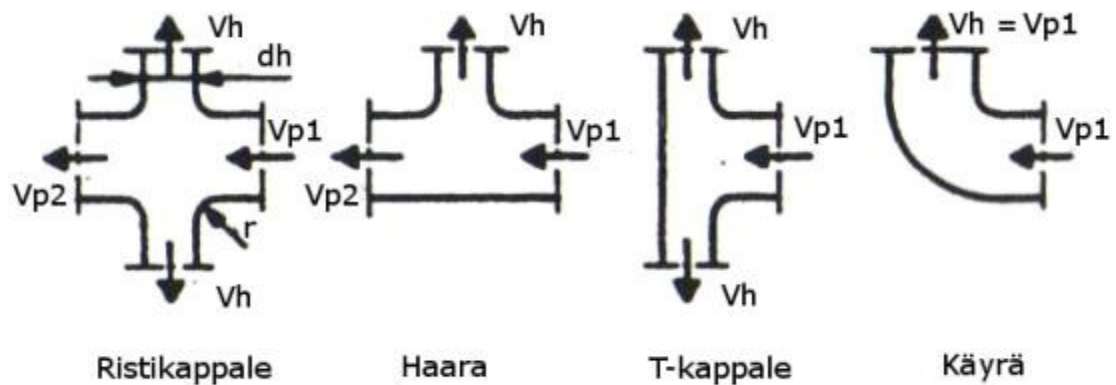 Vh
dh
Vp1
Vp2
r
Vh
Ristikappale
Vh
Vp1
Vp2
Haara
Vh
Vp1
Vh
T-kappale
Vh = Vp1
Vp1
Käyrä